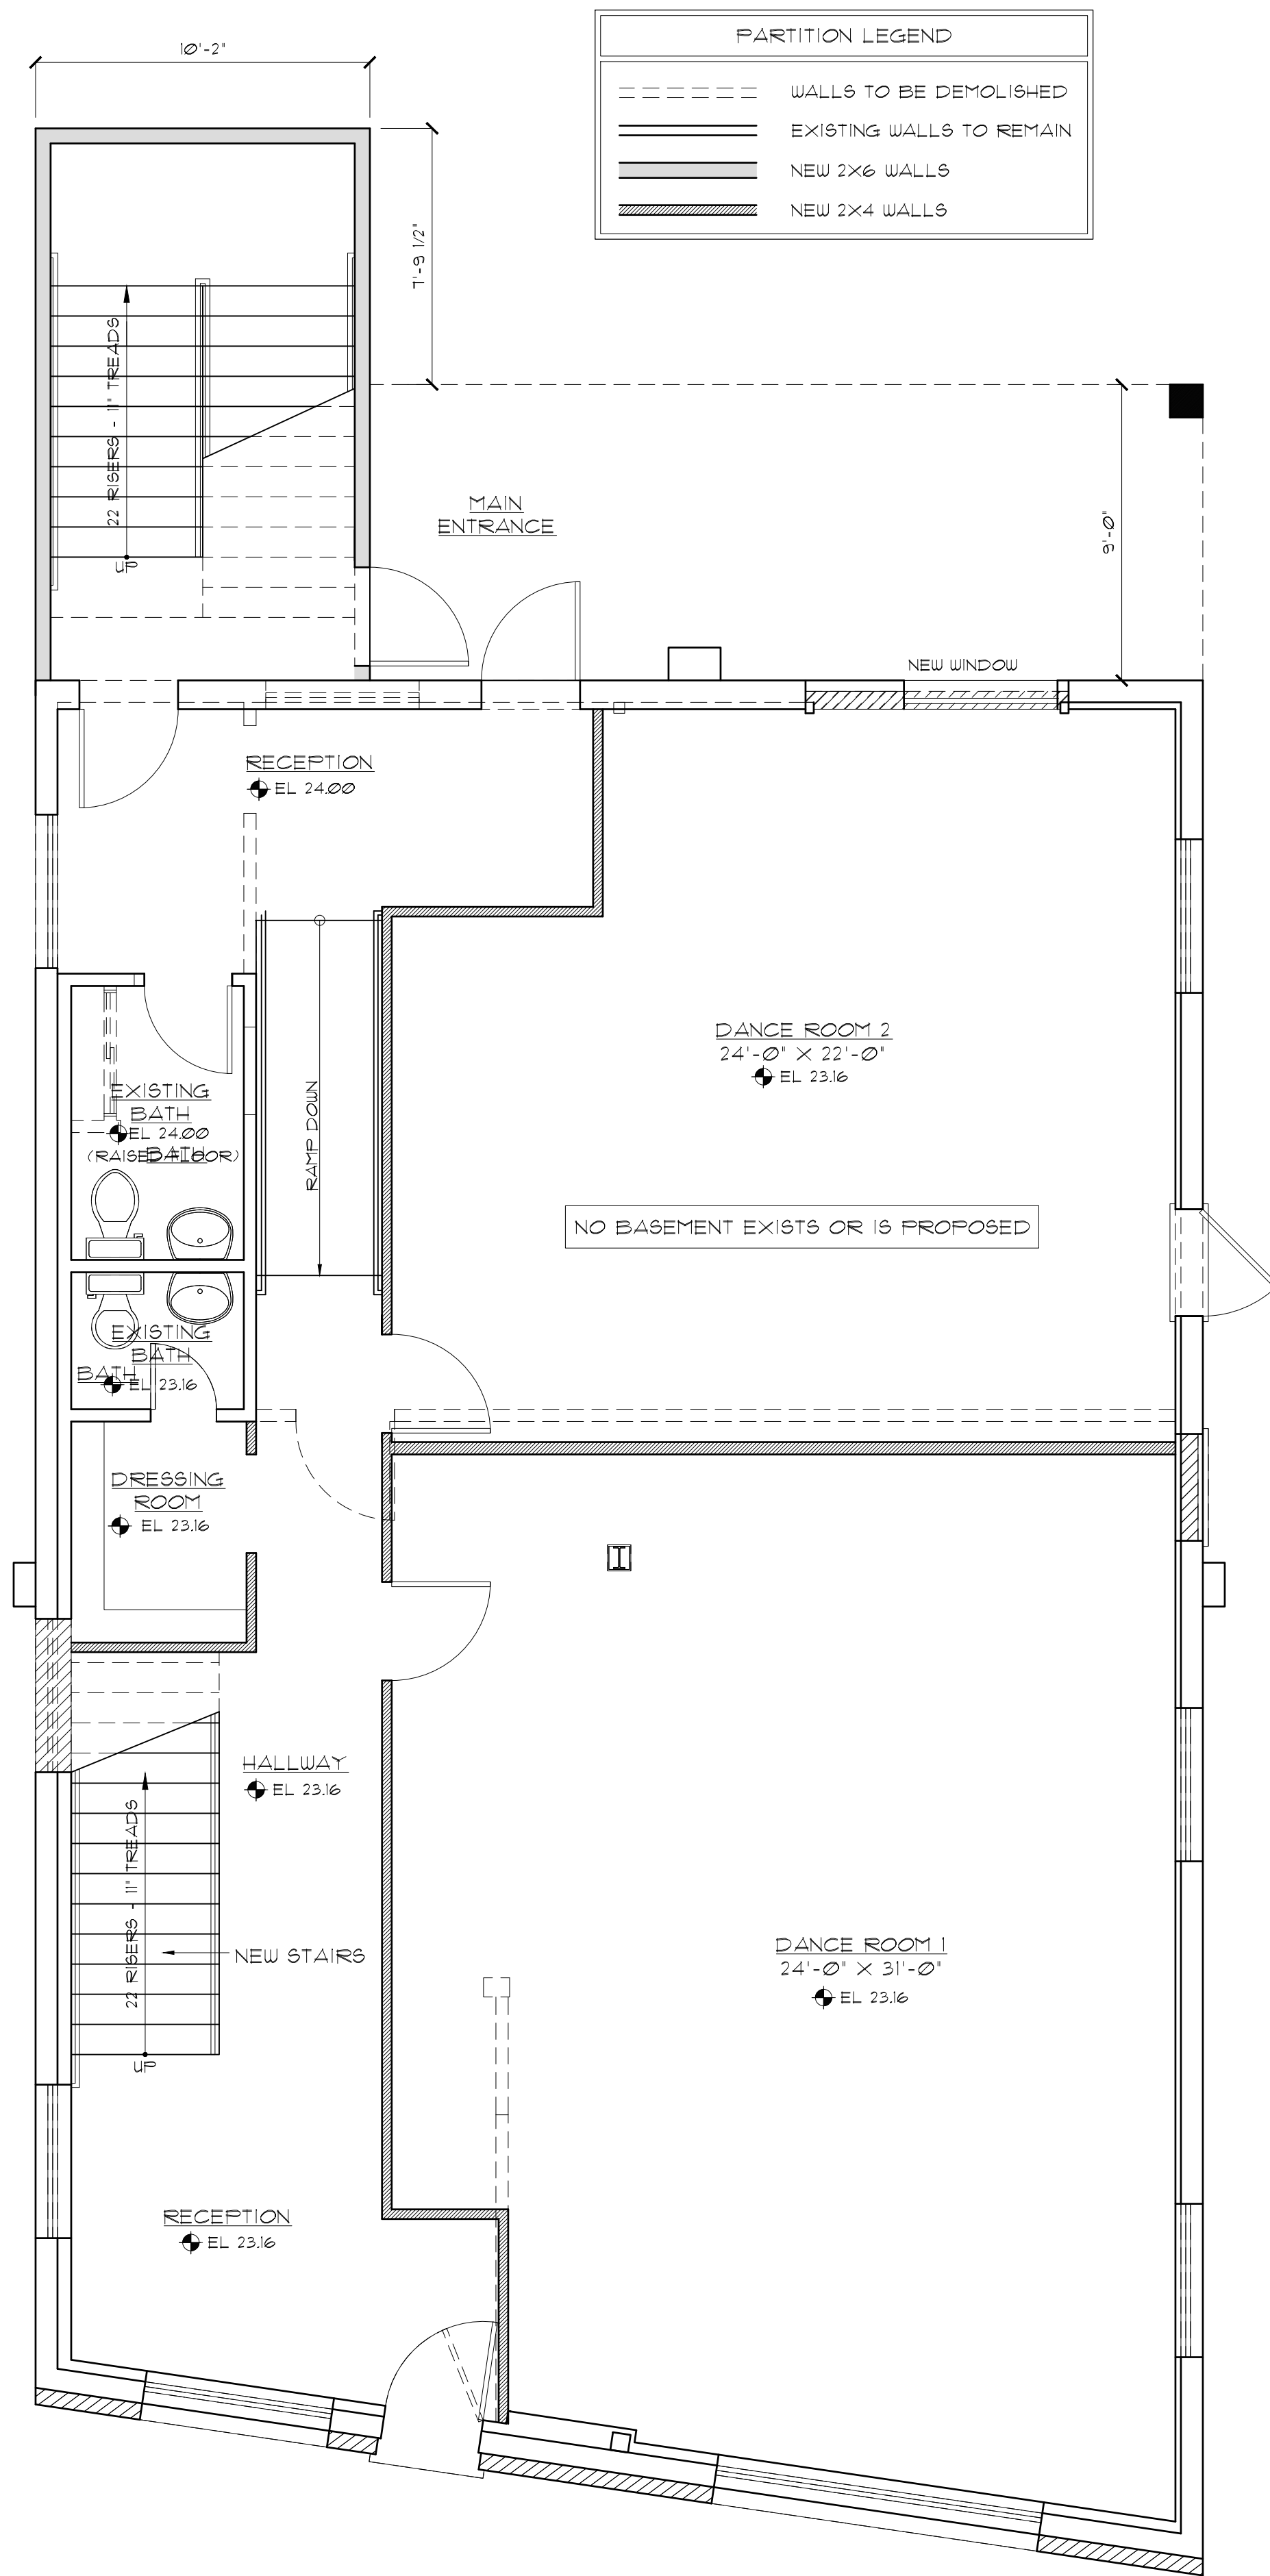 10'-2"
PARTITION LEGEND
WALLS TO BE DEMOLISHED
EXISTING WALLS TO REMAIN
NEW 2X6 WALLS
NEW 2X4 WALLS
7'-9 1/2"
22 RISERS - 11" TREADS
UP
MAIN
ENTRANCE
9'-0"
NEW WINDOW
RECEPTION
EL 24.00
DANCE ROOM 2
24'-0" X 22'-0"
EL 23.16
RAMP DOWN
EXISTING
BATH
EL 24.00
(RAISED FLOOR)
BATH
NO BASEMENT EXISTS OR IS PROPOSED
EXISTING
BATH
BATH
EL 23.16
DRESSING
ROOM
EL 23.16
HALLWAY
EL 23.16
22 RISERS - 11" TREADS
NEW STAIRS
UP
DANCE ROOM 1
24'-0" X 31'-0"
EL 23.16
RECEPTION
EL 23.16